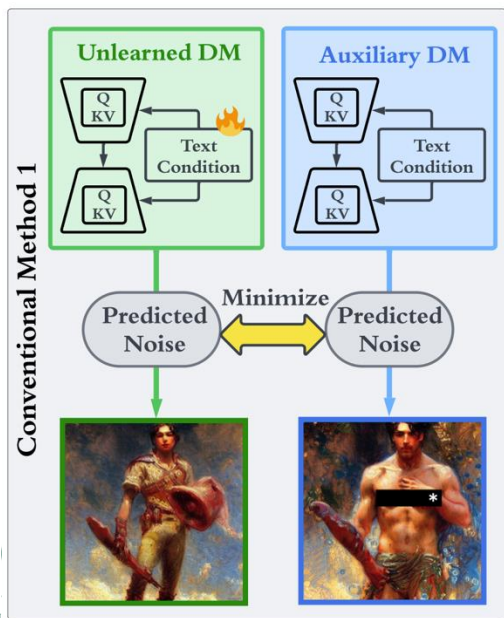 Conventional Method 1
Unlearned DM
Q
KV
Text
Condition
Q
KV
Auxiliary DM
Q
KV
Text
Condition
Q
KV
Predicted
Noise
Minimize
Predicted
Noise
*